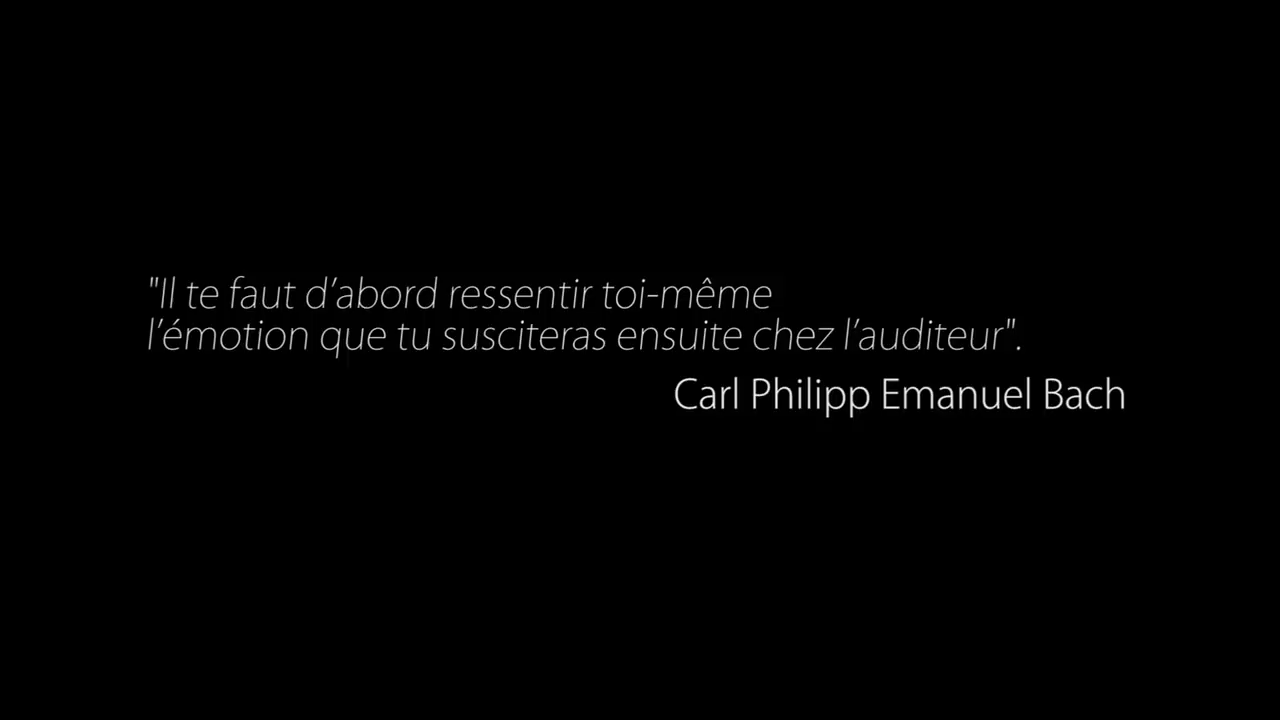 "Il te faut d’abord ressentir toi-même
l’émotion que tu susciteras ensuite chez l’auditeur".
Carl Philipp Emanuel Bach